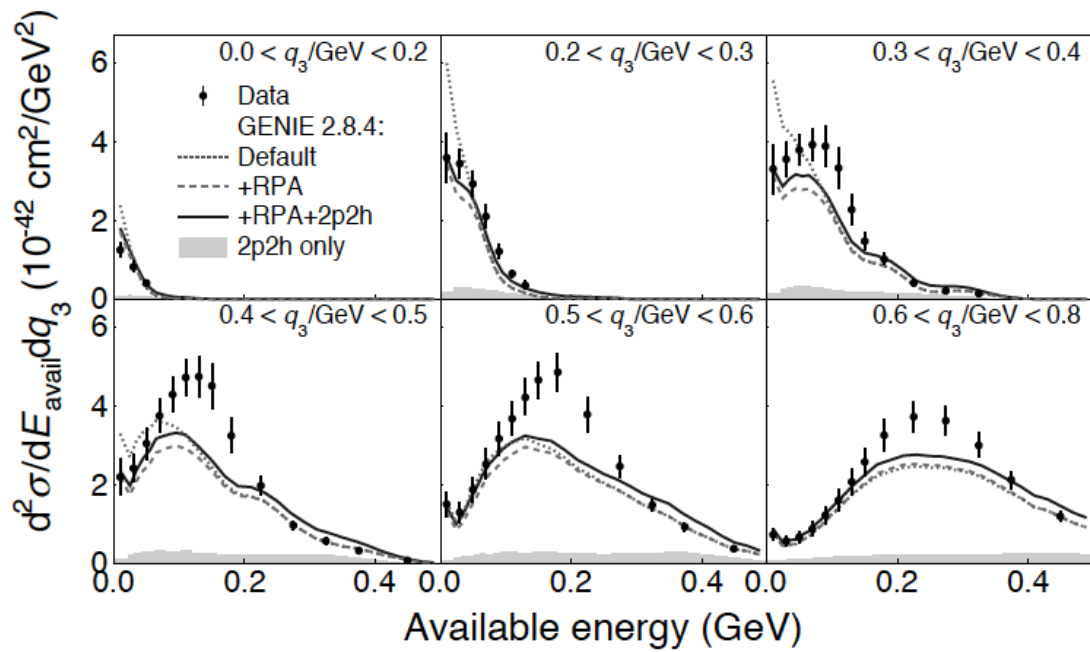 d²σ/dE_avail dq₃ (10⁻⁴² cm²/GeV²)
6
4
2
0
0.0 < q₃/GeV < 0.2
Data
GENIE 2.8.4:
Default
+RPA
+RPA+2p2h
2p2h only
0.2 < q₃/GeV < 0.3
0.3 < q₃/GeV < 0.4
6
4
2
0
0.4 < q₃/GeV < 0.5
0.5 < q₃/GeV < 0.6
0.6 < q₃/GeV < 0.8
0.0 0.2 0.4 0.0 0.2 0.4 0.0 0.2 0.4
Available energy (GeV)